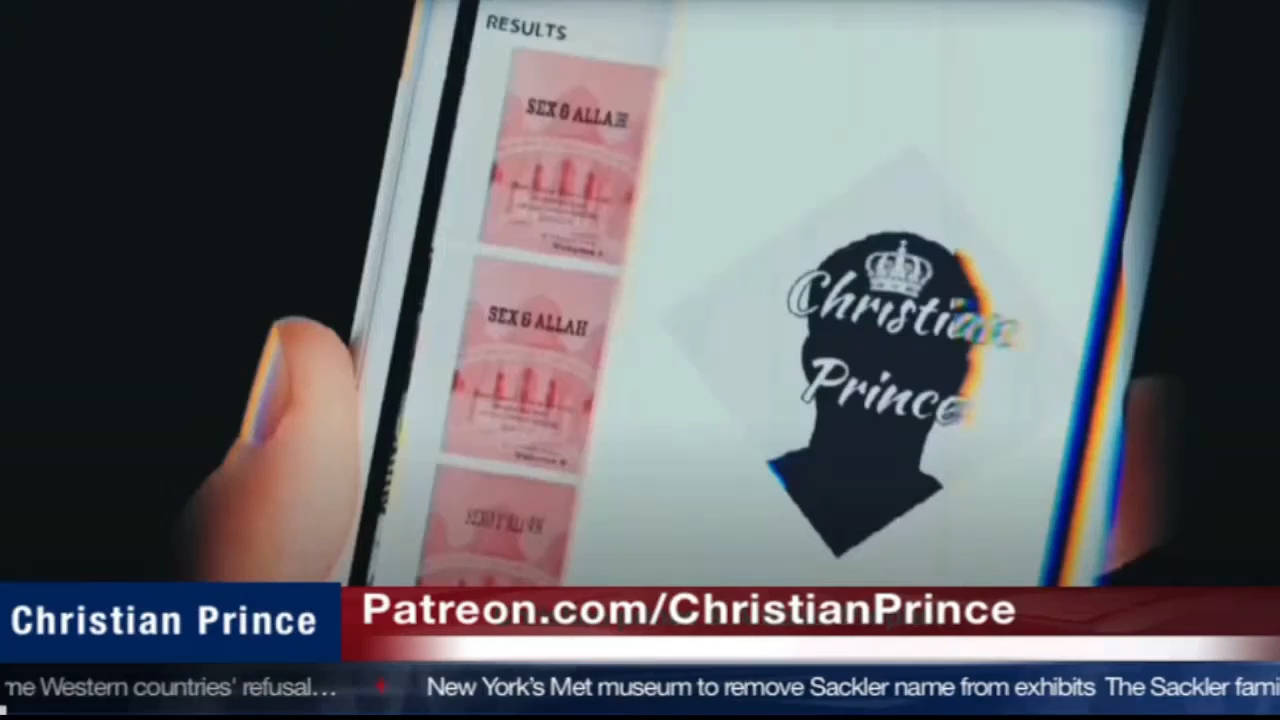 RESULTS
SEX & ALLAH
SEX & ALLAH
Christian
Prince
Christian Prince
Patreon.com/ChristianPrince
me Western countries' refusal... New York's Met museum to remove Sackler name from exhibits The Sackler fami